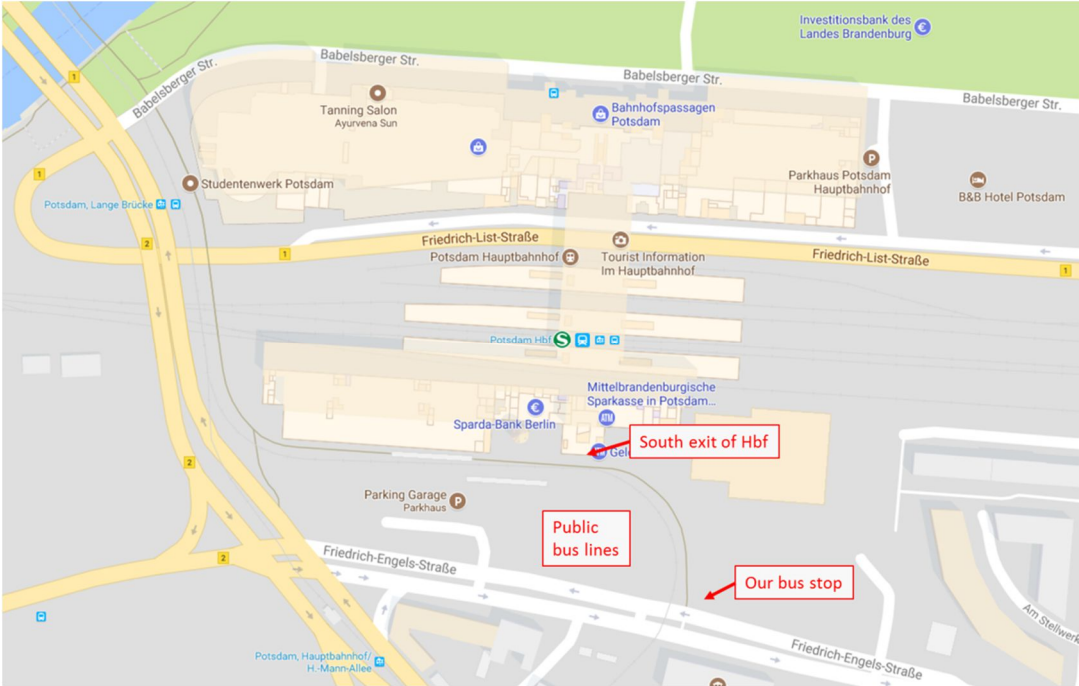 Investitionsbank des
Landes Brandenburg
Babelsberger Str.
Babelsberger Str.
Babelsberger Str.
Babelsberger Str.
1
Tanning Salon
Ayurvena Sun
Bahnhofspassagen
Potsdam
P
Parkhaus Potsdam
Hauptbahnhof
B&B Hotel Potsdam
1
Studentenwerk Potsdam
Potsdam, Lange Brücke
2
1
Friedrich-List-Straße
Potsdam Hauptbahnhof
Tourist Information
Im Hauptbahnhof
Friedrich-List-Straße
1
Potsdam Hbf
S
Mittelbrandenburgische
Sparkasse in Potsdam...
€
ATM
Sparda-Bank Berlin
South exit of Hbf
Gel
2
Parking Garage
Parkhaus
P
Public
bus lines
2
Friedrich-Engels-Straße
Our bus stop
Am Stellwerk
Friedrich-Engels-Straße
Potsdam, Hauptbahnhof/
H.-Mann-Allee